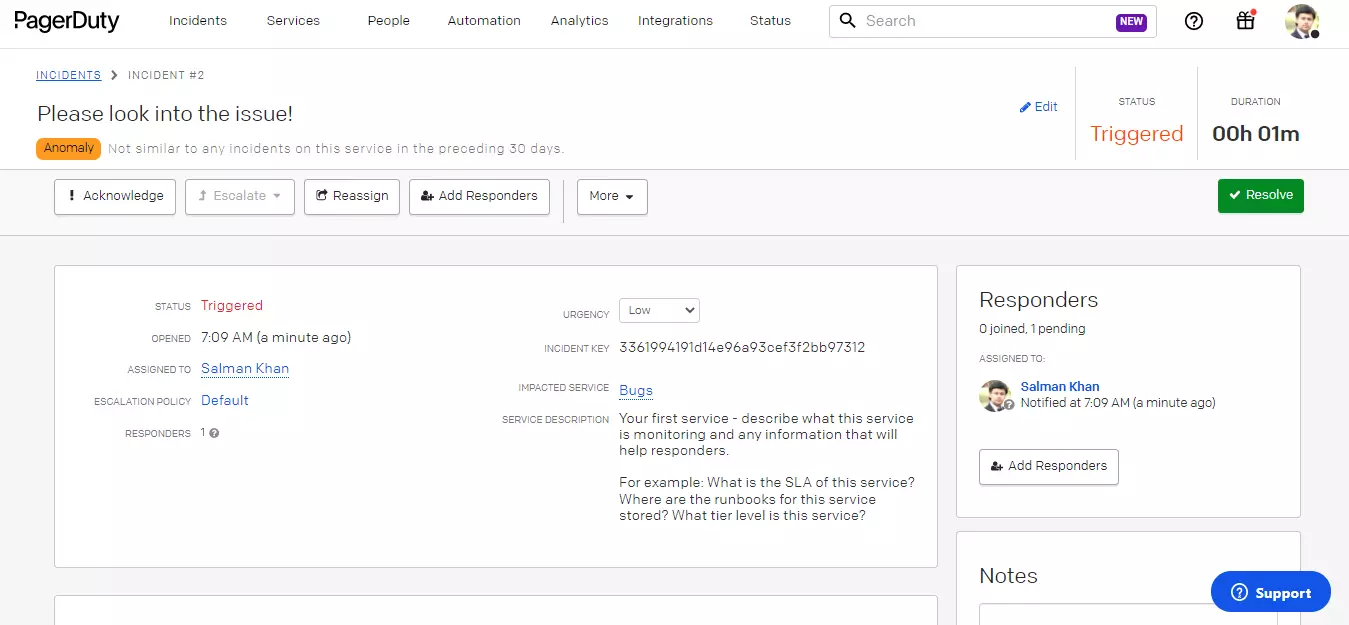 PagerDuty
Incidents Services People Automation Analytics Integrations Status
Search NEW
INCIDENTS > INCIDENT #2
Please look into the issue!
Anomaly Not similar to any incidents on this service in the preceding 30 days.
Edit
STATUS
Triggered
DURATION
00h 01m
Acknowledge Escalate Reassign Add Responders More Resolve
STATUS Triggered
OPENED 7:09 AM (a minute ago)
ASSIGNED TO Salman Khan
ESCALATION POLICY Default
RESPONDERS 1
URGENCY Low
INCIDENT KEY 3361994191d14e96a93cef3f2bb97312
IMPACTED SERVICE Bugs
SERVICE DESCRIPTION Your first service - describe what this service
is monitoring and any information that will
help responders.
For example: What is the SLA of this service?
Where are the runbooks for this service
stored? What tier level is this service?
Responders
0 joined, 1 pending
ASSIGNED TO:
Salman Khan
Notified at 7:09 AM (a minute ago)
Add Responders
Notes
Support